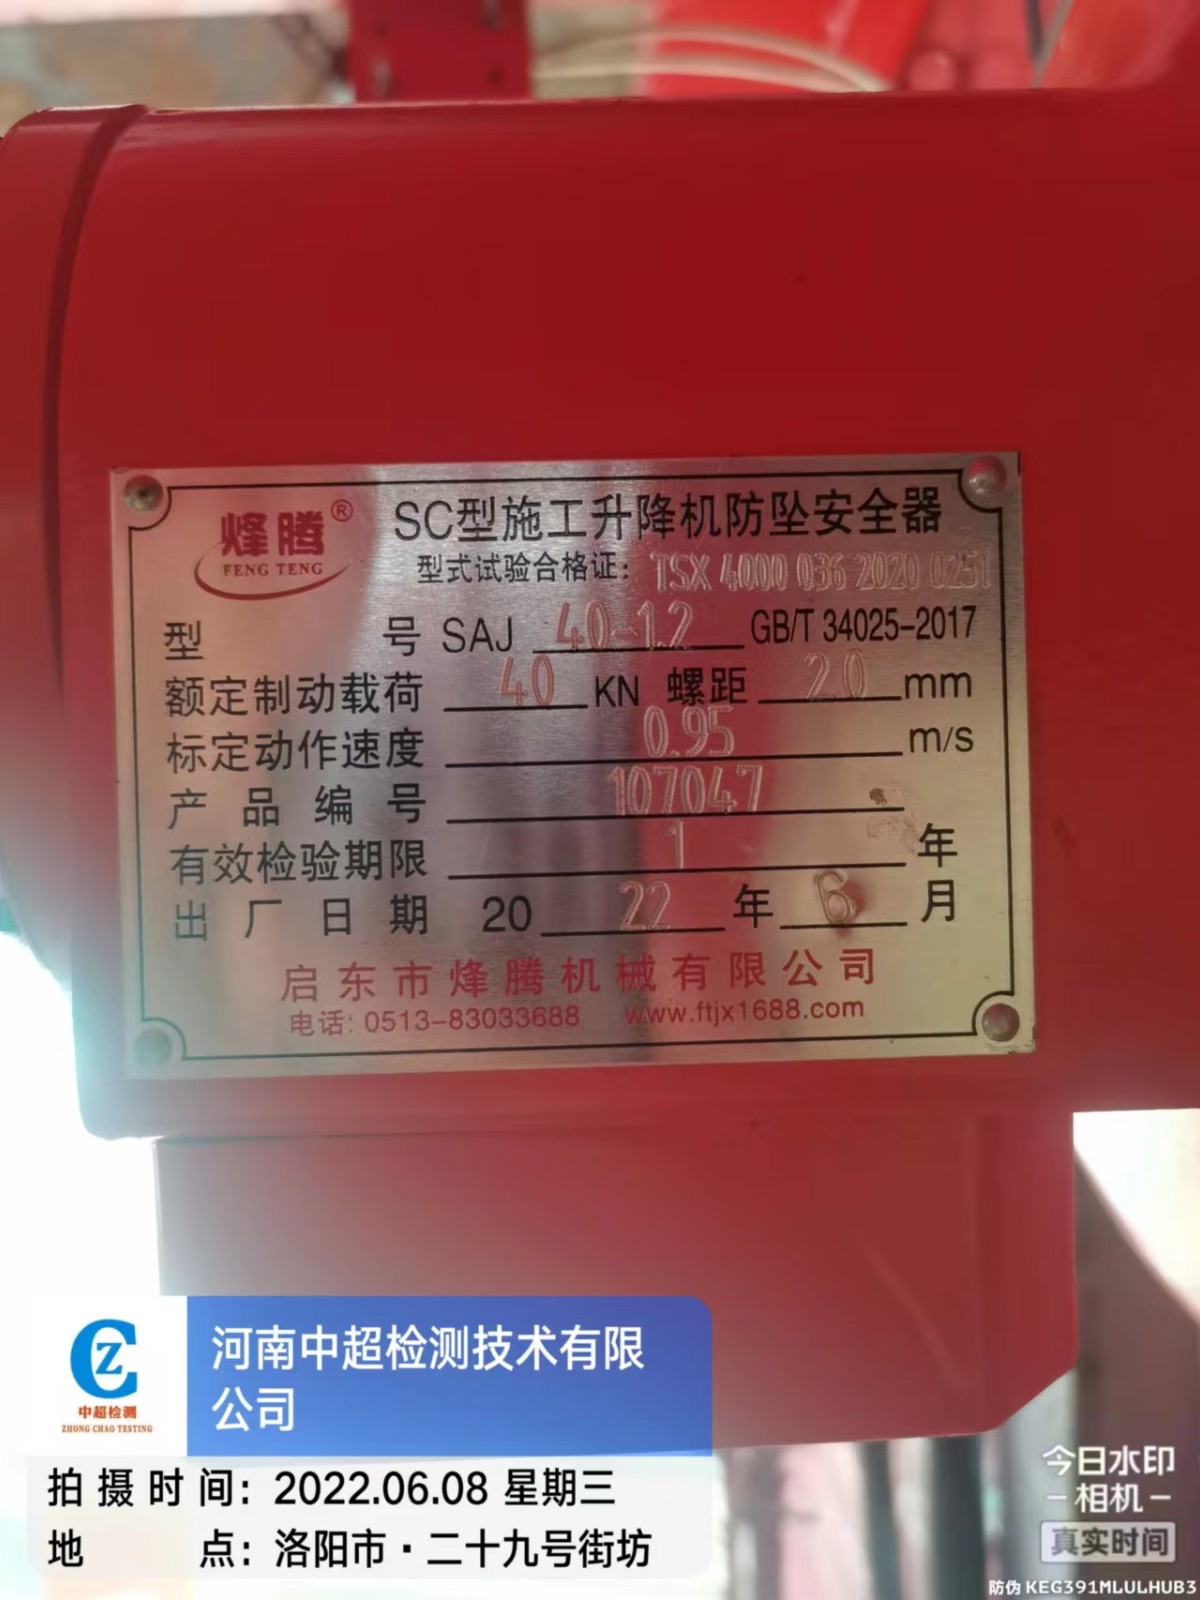 烽腾®
FENG TENG
SC型施工升降机防坠安全器
型式试验合格证: TSX 4000 036 2020 0251
型号 SAJ 40-1.2 GB/T 34025-2017
额定制动载荷 40 KN 螺距 2.0 mm
标定动作速度 0.95 m/s
产品编号 107047
有效检验期限 1 年
出厂日期 2022年6月
启东市烽腾机械有限公司
电话: 0513-83033688 www.ftjx1688.com
CZ
中超检测
ZHONG CHAO TESTING
河南中超检测技术有限
公司
拍摄时间: 2022.06.08 星期三
地点: 洛阳市·二十九号街坊
今日水印
-相机-
真实时间
防伪 KEG391MLULHUB3